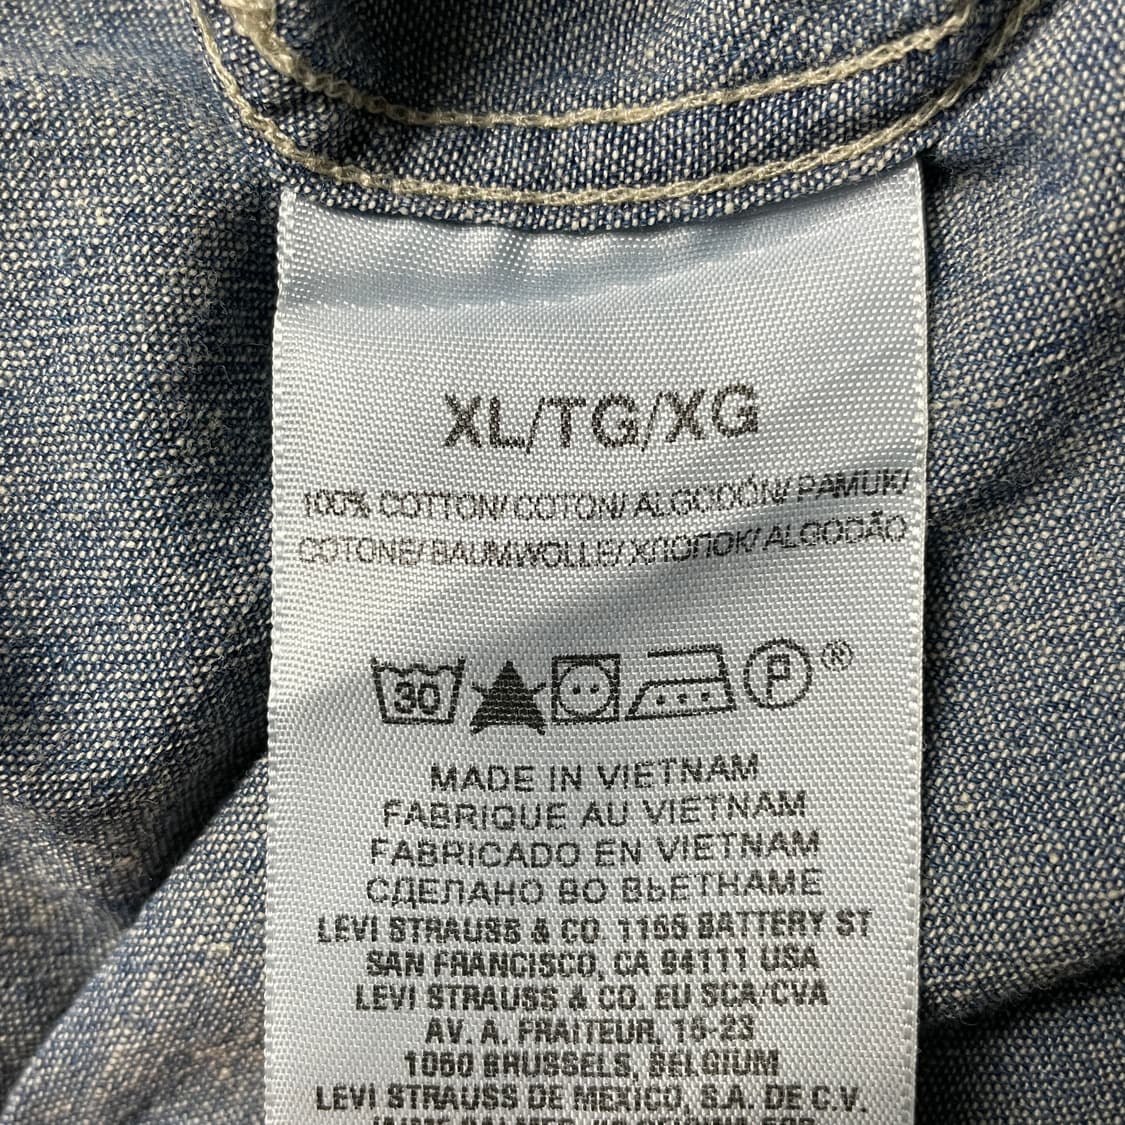 XL/TG/XG
100% COTTON/ COTON/ ALGODÓN/ PAMUK/
COTONE/ BAUMWOLLE/ ХЛОПОК/ ALGODÃO
30
P ®
MADE IN VIETNAM
FABRIQUE AU VIETNAM
FABRICADO EN VIETNAM
СДЕЛАНО ВО ВЬЕТНАМЕ
LEVI STRAUSS & CO. 1155 BATTERY ST
SAN FRANCISCO, CA 94111 USA
LEVI STRAUSS & CO. EU SCA/CVA
AV. A. FRAITEUR, 15-23
1050 BRUSSELS, BELGIUM
LEVI STRAUSS DE MEXICO, S.A. DE C.V.